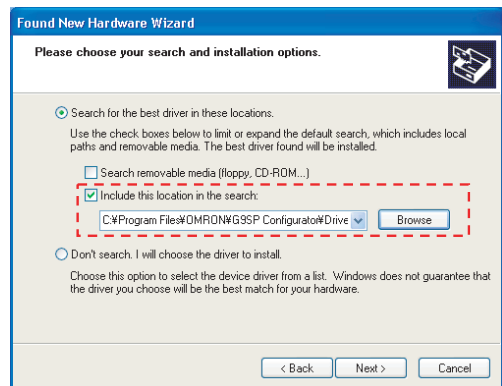 Found New Hardware Wizard
Please choose your search and installation options.
Search for the best driver in these locations.
Use the check boxes below to limit or expand the default search, which includes local
paths and removable media. The best driver found will be installed.
Search removable media (floppy, CD-ROM...)
Include this location in the search:
C:¥Program Files¥OMRON¥G9SP Configurator¥Drive
Browse
Don't search. I will choose the driver to install.
Choose this option to select the device driver from a list. Windows does not guarantee that
the driver you choose will be the best match for your hardware.
< Back Next > Cancel